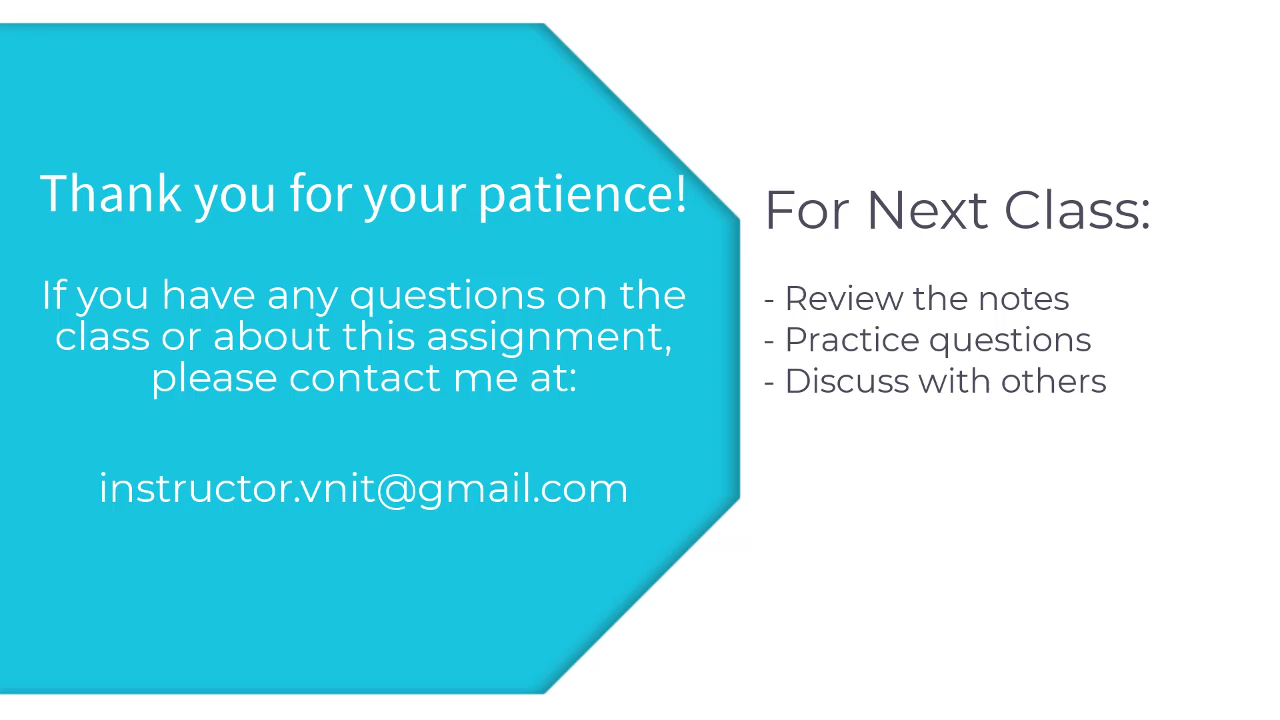 Thank you for your patience!
If you have any questions on the
class or about this assignment,
please contact me at:
instructor.vnit@gmail.com
For Next Class:
- Review the notes
- Practice questions
- Discuss with others